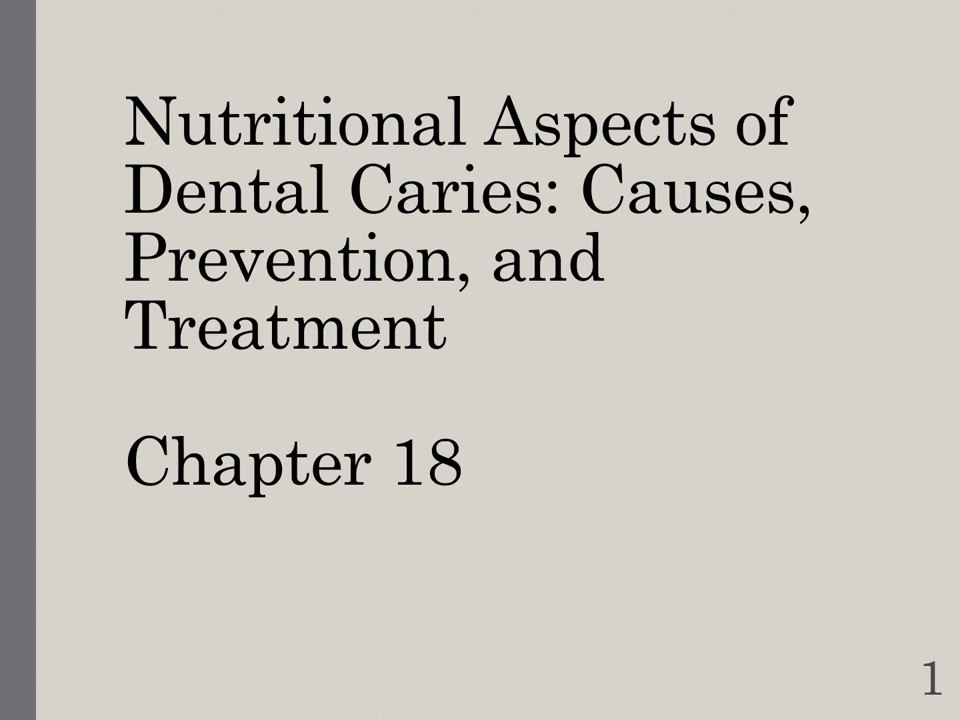 Nutritional Aspects of
Dental Caries: Causes,
Prevention, and
Treatment
Chapter 18
1